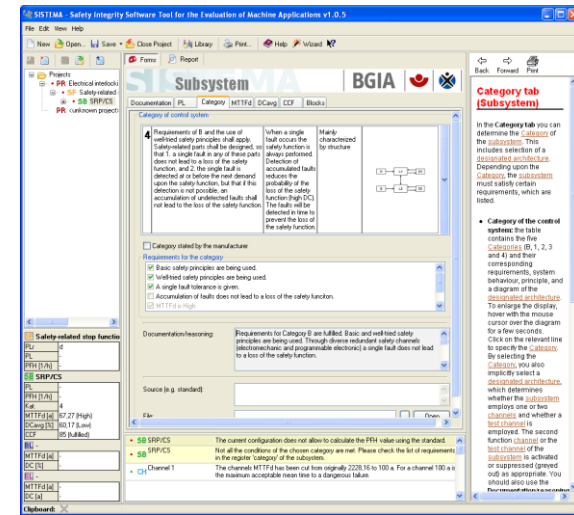 SISTEMA - Safety Integrity Software Tool for the Evaluation of Machine Applications v1.0.5
File Edit View Help
New Open... Save Close Project Library Print... Help Wizard
Projects
PR Electrical interlocki
SF Safety-related
SB SRP/CS
PR <unknown project
Forms Report
Subsystem
BGIA
Documentation PL Category MTTFd DCavg CCF Blocks
Category of control system
4
Requirements of B and the use of
well-tried safety principles shall apply.
Safety-related parts shall be designed, so
that 1. a single fault in any of these parts
does not lead to a loss of the safety
function, and 2. the single fault is
detected at or before the next demand
upon the safety function, but that if this
detection is not possible, an
accumulation of undetected faults shall
not lead to the loss of the safety function.
When a single
fault occurs the
safety function is
always performed.
Detection of
accumulated faults
reduces the
probability of the
loss of the safety
function (high DC).
The faults will be
detected in time to
prevent the loss of
the safety function.
Mainly
characterized
by structure
Category stated by the manufacturer
Requirements for the category
Basic safety principles are being used.
Well-tried safety principles are being used.
A single fault tolerance is given.
Accumulation of faults does not lead to a loss of the safety funciton.
MTTFd is High
Documentation/reasoning:
Requirements for Category B are fulfilled. Basic and well-tried safety
principles are being used. Through diverse redundant safety channels
(electromechanic and programmable electronic) a single fault does not lead
to a loss of the safety function.
Source (e.g. standard):
File:
Open
Safety-related stop functio
PLr d
PL -
PFH [1/h] -
SB SRP/CS
PL -
PFH [1/h] -
Kat. 4
MTTFd [a] 67,27 (High)
DCavg [%] 60,17 (Low)
CCF 85 (fulfilled)
BL -
MTTFd [a] -
DC [%] -
EL -
MTTFd [a] -
DC [a] -
SB SRP/CS The current configuration does not allow to calculate the PFH value using the standard.
SB SRP/CS Not all the conditions of the chosen category are met. Please check the list of requirements
in the register 'category' of the subsystem.
CH Channel 1 The channels MTTFd has been cut from originally 2228,16 to 100 a. For a channel 100 a is
the maximum acceptable mean time to a dangerous failure.
Clipboard:
Back Forward Print
Category tab
(Subsystem)
In the Category tab you can
determine the Category of
the subsystem. This
includes selection of a
designated architecture.
Depending upon the
Category, the subsystem
must satisfy certain
requirements, which are
listed.
Category of the control
system: the table
contains the five
Categories (B, 1, 2, 3
and 4) and their
corresponding
requirements, system
behaviour, principle, and
a diagram of the
designated architecture.
To enlarge the display,
hover with the mouse
cursor over the diagram
for a few seconds.
Click on the relevant line
to specify the Category.
By selecting the
Category, you also
implicitly select a
designated architecture,
which determines
whether the subsystem
employs one or two
channels and whether a
test channel is
employed. The second
function channel or the
test channel of the
subsystem is activated
or suppressed (greyed
out) as appropriate. You
should also use the
Documentation/reasoning